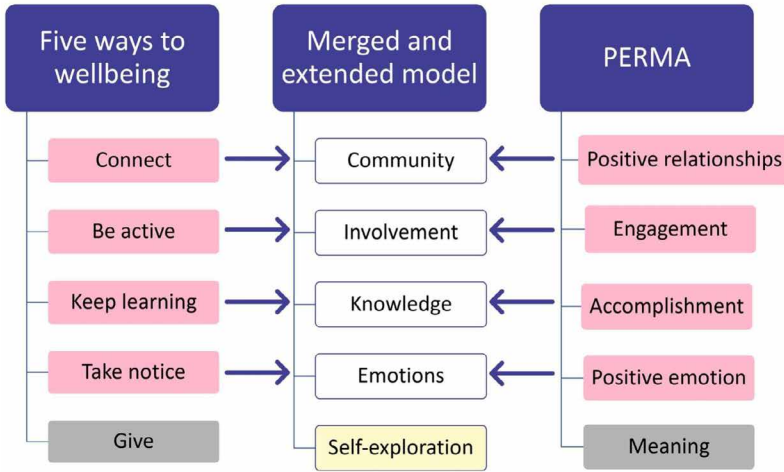 Five ways to
wellbeing
Merged and
extended model
PERMA
Connect
Community
Positive relationships
Be active
Involvement
Engagement
Keep learning
Knowledge
Accomplishment
Take notice
Emotions
Positive emotion
Give
Self-exploration
Meaning